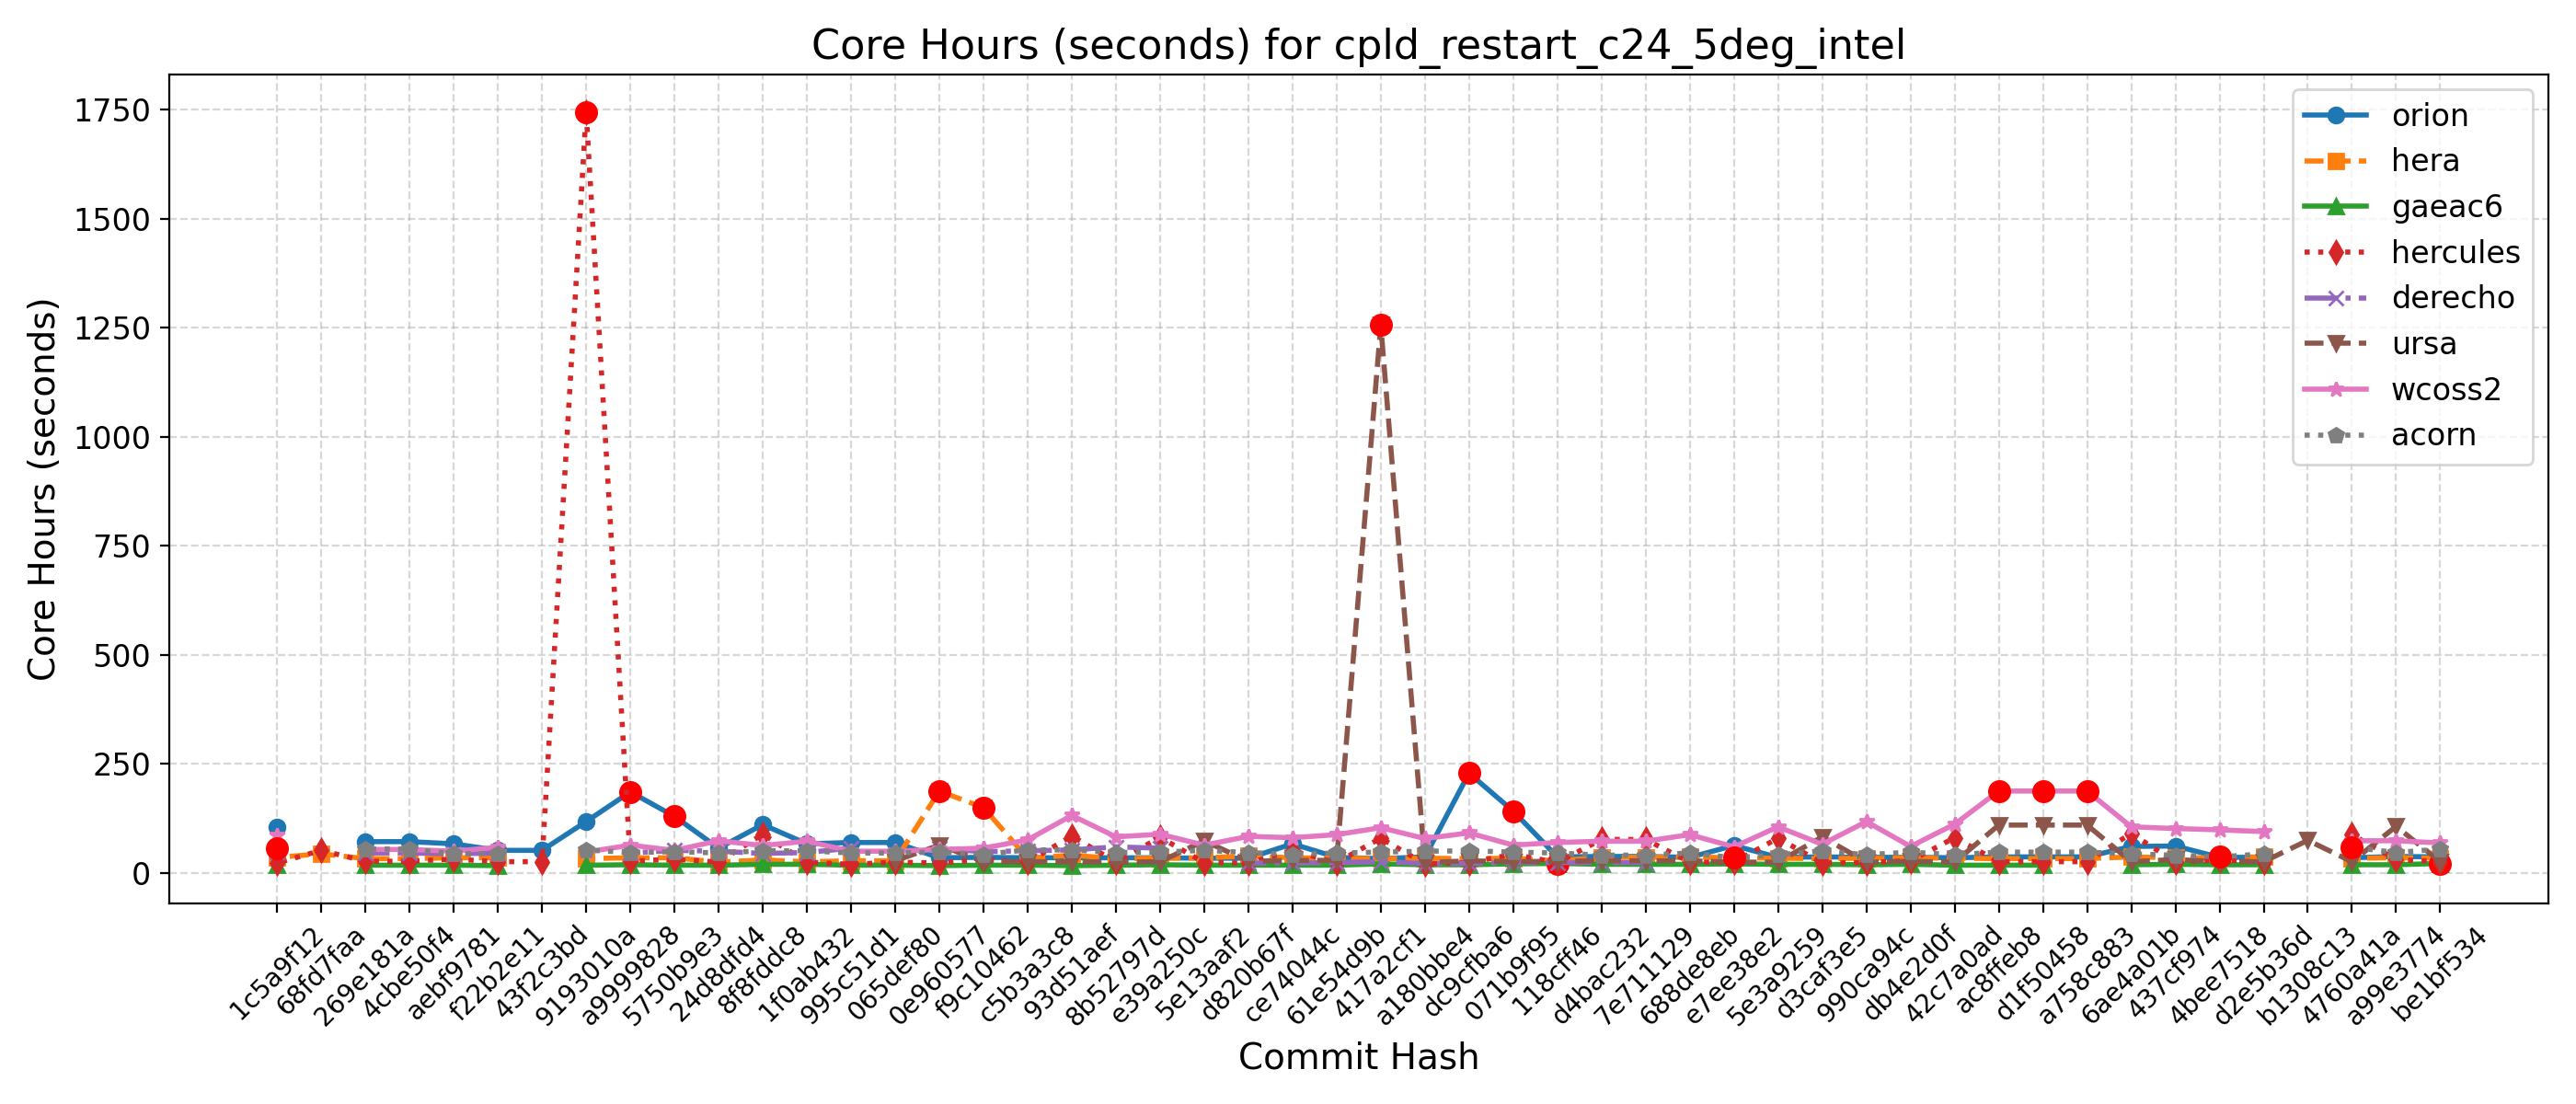 Core Hours (seconds) for cpld_restart_c24_5deg_intel
Core Hours (seconds)
1750
1500
1250
1000
750
500
250
0
orion
hera
gaeac6
hercules
derecho
ursa
wcoss2
acorn
1c5a9f12
68fd7faa
269e181a
4cbe50f4
aebf9781
f22b2e11
43f2c3bd
9193010a
a9999828
5750b9e3
24d8dfd4
8f8fddc8
1f0ab432
995c51d1
065def80
0e960577
f9c10462
c5b3a3c8
93d51aef
8b52797d
e39a250c
5e13aaf2
d820b67f
ce74044c
61e54d9b
417a2cf1
a180bbe4
dc9cfba6
071b9f95
118cff46
d4bac232
7e711129
688de8eb
e7ee38e2
5e3a9259
d3caf3e5
990ca94c
db4e2d0f
42c7a0ad
ac8ffeb8
d1f50458
a758c883
6ae4a01b
437cf974
4bee7518
d2e5b36d
b1308c13
4760a41a
a99e3774
be1bf534
Commit Hash